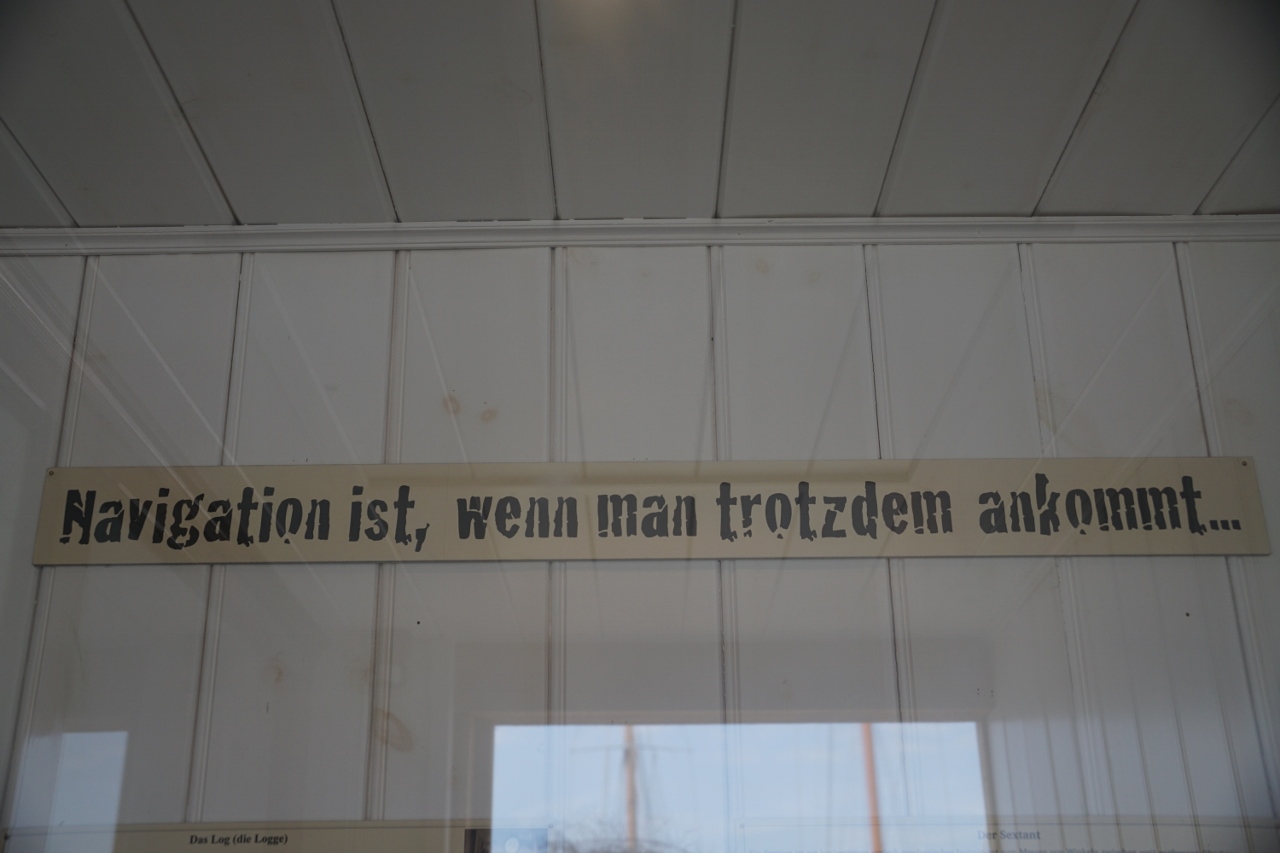 Navigation ist, wenn man trotzdem ankommt...
Das Log (die Logge)
Der Sextant